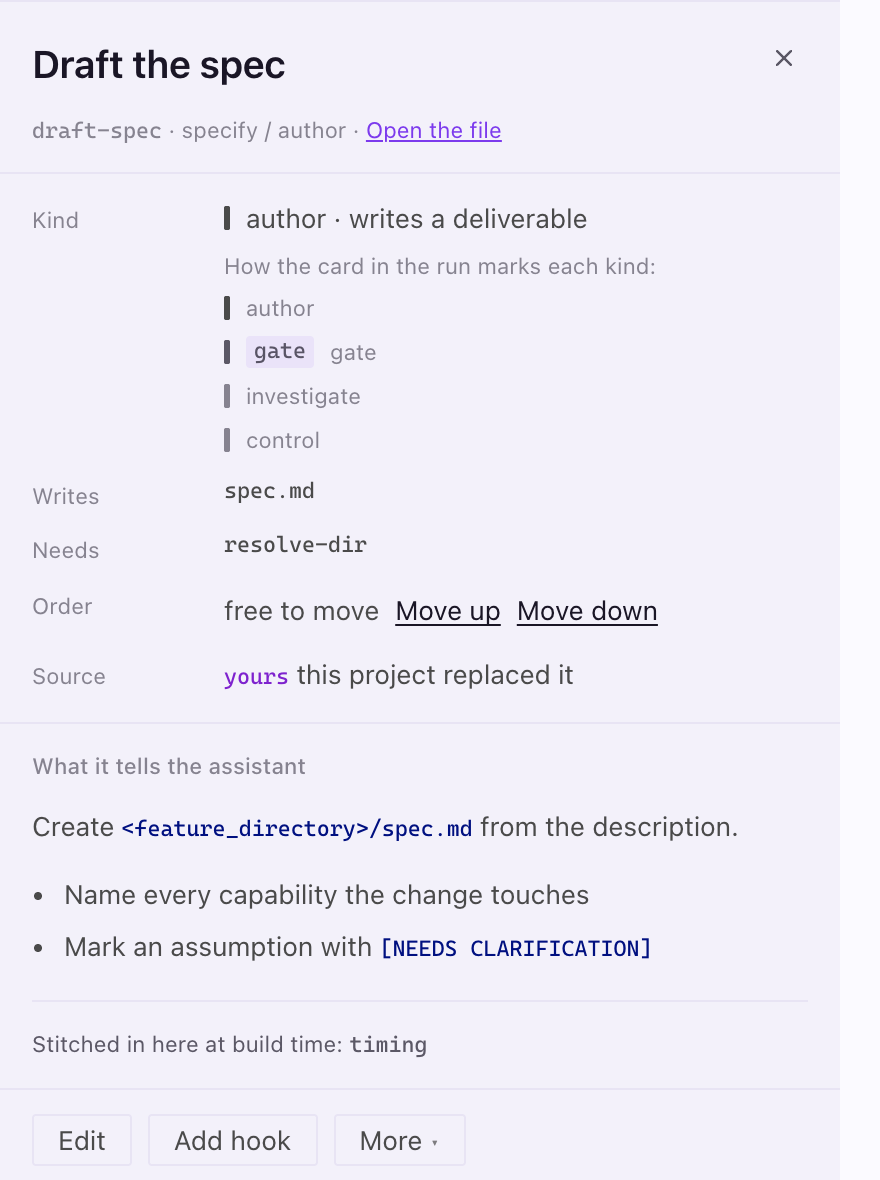 Draft the spec
draft-spec · specify / author · Open the file
Kind
author · writes a deliverable
How the card in the run marks each kind:
author
gate gate
investigate
control
Writes spec.md
Needs resolve-dir
Order free to move Move up Move down
Source yours this project replaced it
What it tells the assistant
Create <feature_directory>/spec.md from the description.
• Name every capability the change touches
• Mark an assumption with [NEEDS CLARIFICATION]
Stitched in here at build time: timing
Edit Add hook More